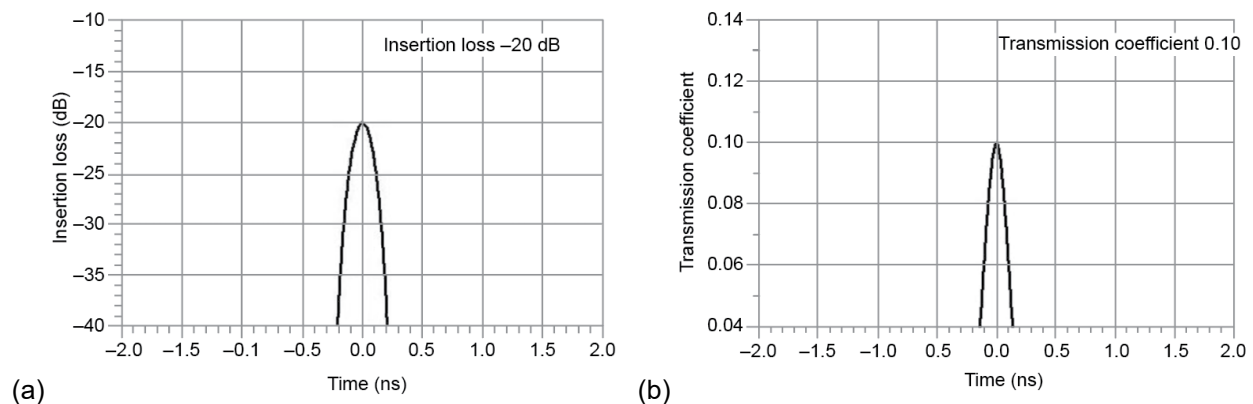 –10
–15
–20
–25
–30
–35
–40
Insertion loss (dB)
Insertion loss –20 dB
–2.0 –1.5 –0.1 –0.5 0.0 0.5 1.0 1.5 2.0
Time (ns)
(a)
0.14
0.12
0.10
0.08
0.06
0.04
Transmission coefficient
Transmission coefficient 0.10
–2.0 –1.5 –1.0 –0.5 0.0 0.5 1.0 1.5 2.0
Time (ns)
(b)